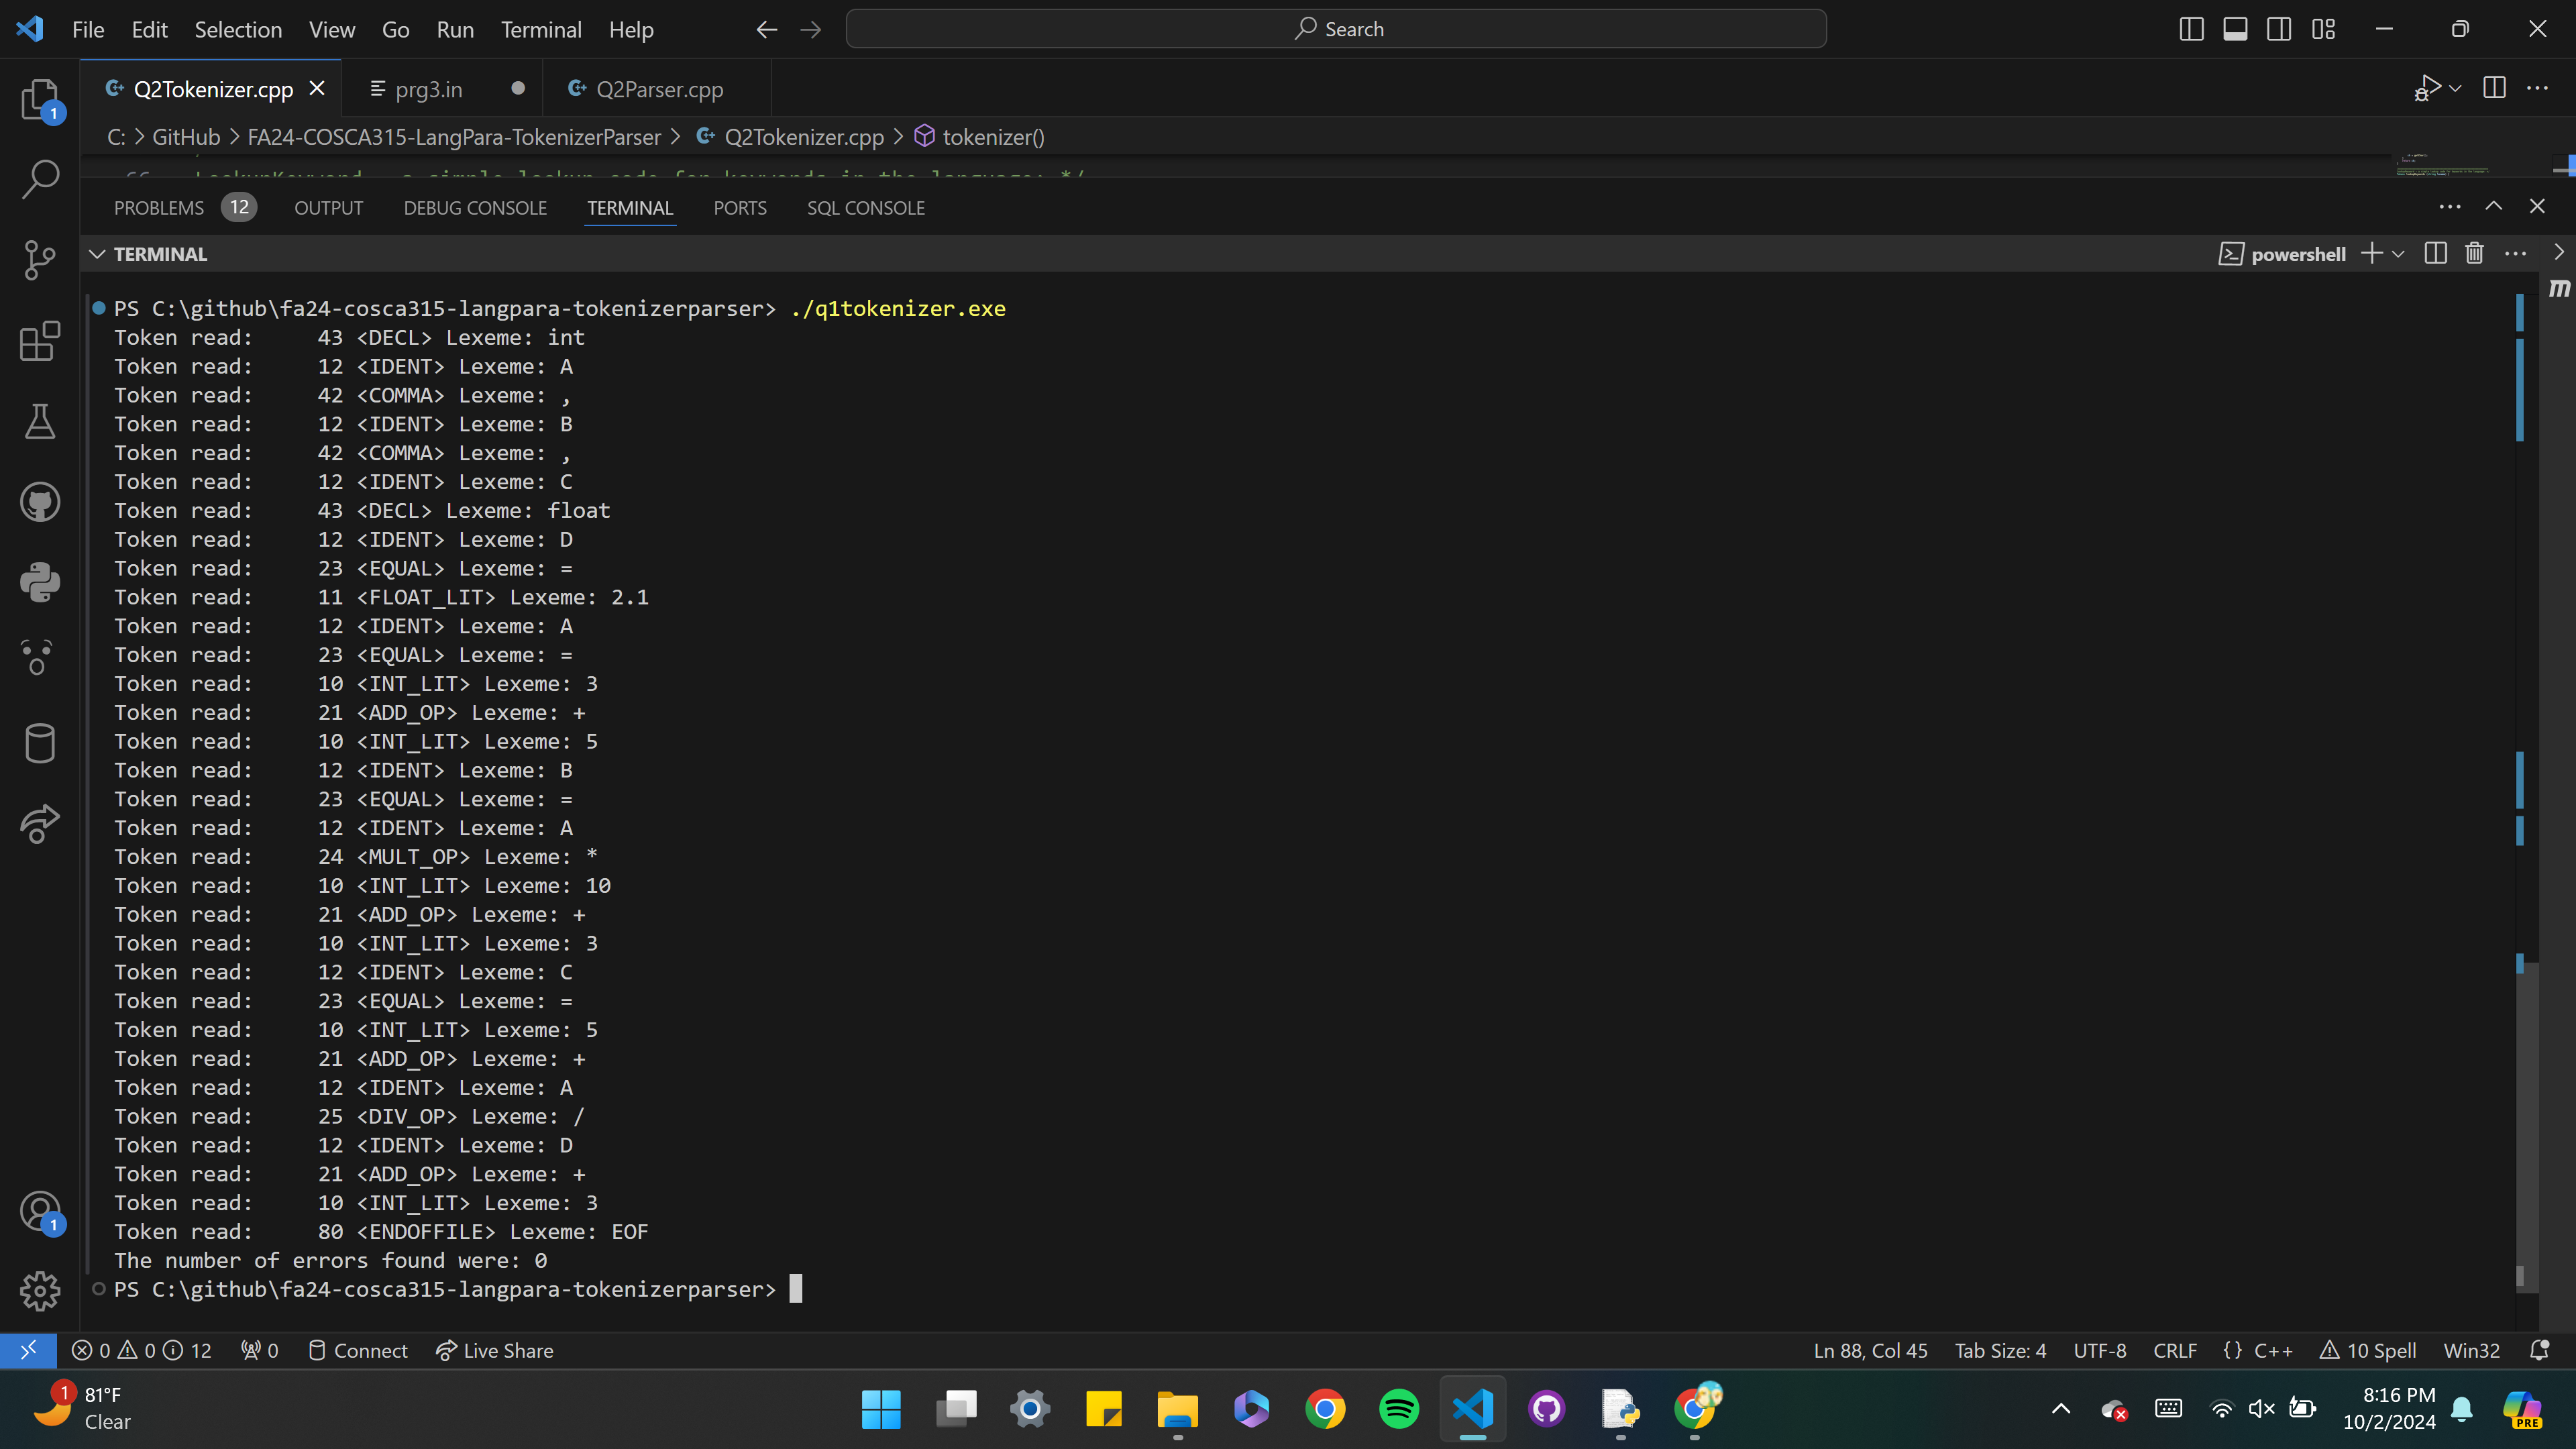 File Edit Selection View Go Run Terminal Help Search
Q2Tokenizer.cpp prg3.in Q2Parser.cpp
1
C: > GitHub > FA24-COSCA315-LangPara-TokenizerParser > Q2Tokenizer.cpp > tokenizer()
PROBLEMS 12 OUTPUT DEBUG CONSOLE TERMINAL PORTS SQL CONSOLE
TERMINAL powershell
PS C:\github\fa24-cosca315-langpara-tokenizerparser> ./q1tokenizer.exe
Token read: 43 <DECL> Lexeme: int
Token read: 12 <IDENT> Lexeme: A
Token read: 42 <COMMA> Lexeme: ,
Token read: 12 <IDENT> Lexeme: B
Token read: 42 <COMMA> Lexeme: ,
Token read: 12 <IDENT> Lexeme: C
Token read: 43 <DECL> Lexeme: float
Token read: 12 <IDENT> Lexeme: D
Token read: 23 <EQUAL> Lexeme: =
Token read: 11 <FLOAT_LIT> Lexeme: 2.1
Token read: 12 <IDENT> Lexeme: A
Token read: 23 <EQUAL> Lexeme: =
Token read: 10 <INT_LIT> Lexeme: 3
Token read: 21 <ADD_OP> Lexeme: +
Token read: 10 <INT_LIT> Lexeme: 5
Token read: 12 <IDENT> Lexeme: B
Token read: 23 <EQUAL> Lexeme: =
Token read: 12 <IDENT> Lexeme: A
Token read: 24 <MULT_OP> Lexeme: *
Token read: 10 <INT_LIT> Lexeme: 10
Token read: 21 <ADD_OP> Lexeme: +
Token read: 10 <INT_LIT> Lexeme: 3
Token read: 12 <IDENT> Lexeme: C
Token read: 23 <EQUAL> Lexeme: =
Token read: 10 <INT_LIT> Lexeme: 5
Token read: 21 <ADD_OP> Lexeme: +
Token read: 12 <IDENT> Lexeme: A
Token read: 25 <DIV_OP> Lexeme: /
Token read: 12 <IDENT> Lexeme: D
Token read: 21 <ADD_OP> Lexeme: +
Token read: 10 <INT_LIT> Lexeme: 3
Token read: 80 <ENDOFFILE> Lexeme: EOF
The number of errors found were: 0
PS C:\github\fa24-cosca315-langpara-tokenizerparser>
1
0 0 12 0 Connect Live Share Ln 88, Col 45 Tab Size: 4 UTF-8 CRLF {} C++ 10 Spell Win32
1 81°F
Clear
8:16 PM
10/2/2024
PRE